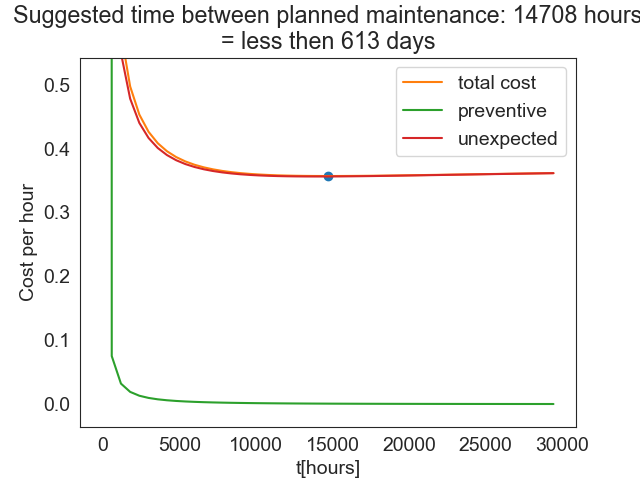 Suggested time between planned maintenance: 14708 hours
= less then 613 days
0.5
0.4
0.3
0.2
0.1
0.0
Cost per hour
total cost
preventive
unexpected
0 5000 10000 15000 20000 25000 30000
t[hours]